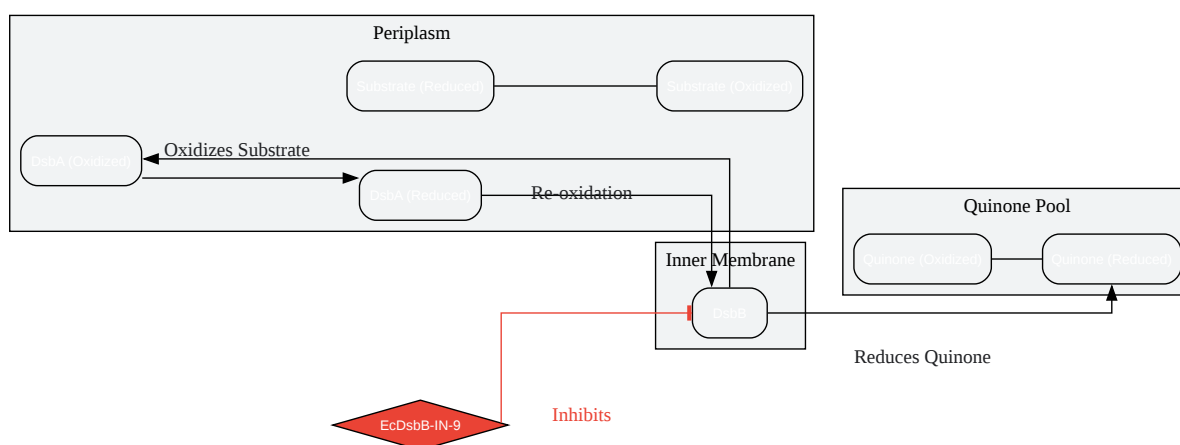 Periplasm
Substrate (Reduced)
Substrate (Oxidized)
DsbA (Oxidized)
Oxidizes Substrate
DsbA (Reduced)
Re-oxidation
Quinone Pool
Quinone (Oxidized)
Quinone (Reduced)
Inner Membrane
DsbB
Reduces Quinone
EcDsbB-IN-9
Inhibits